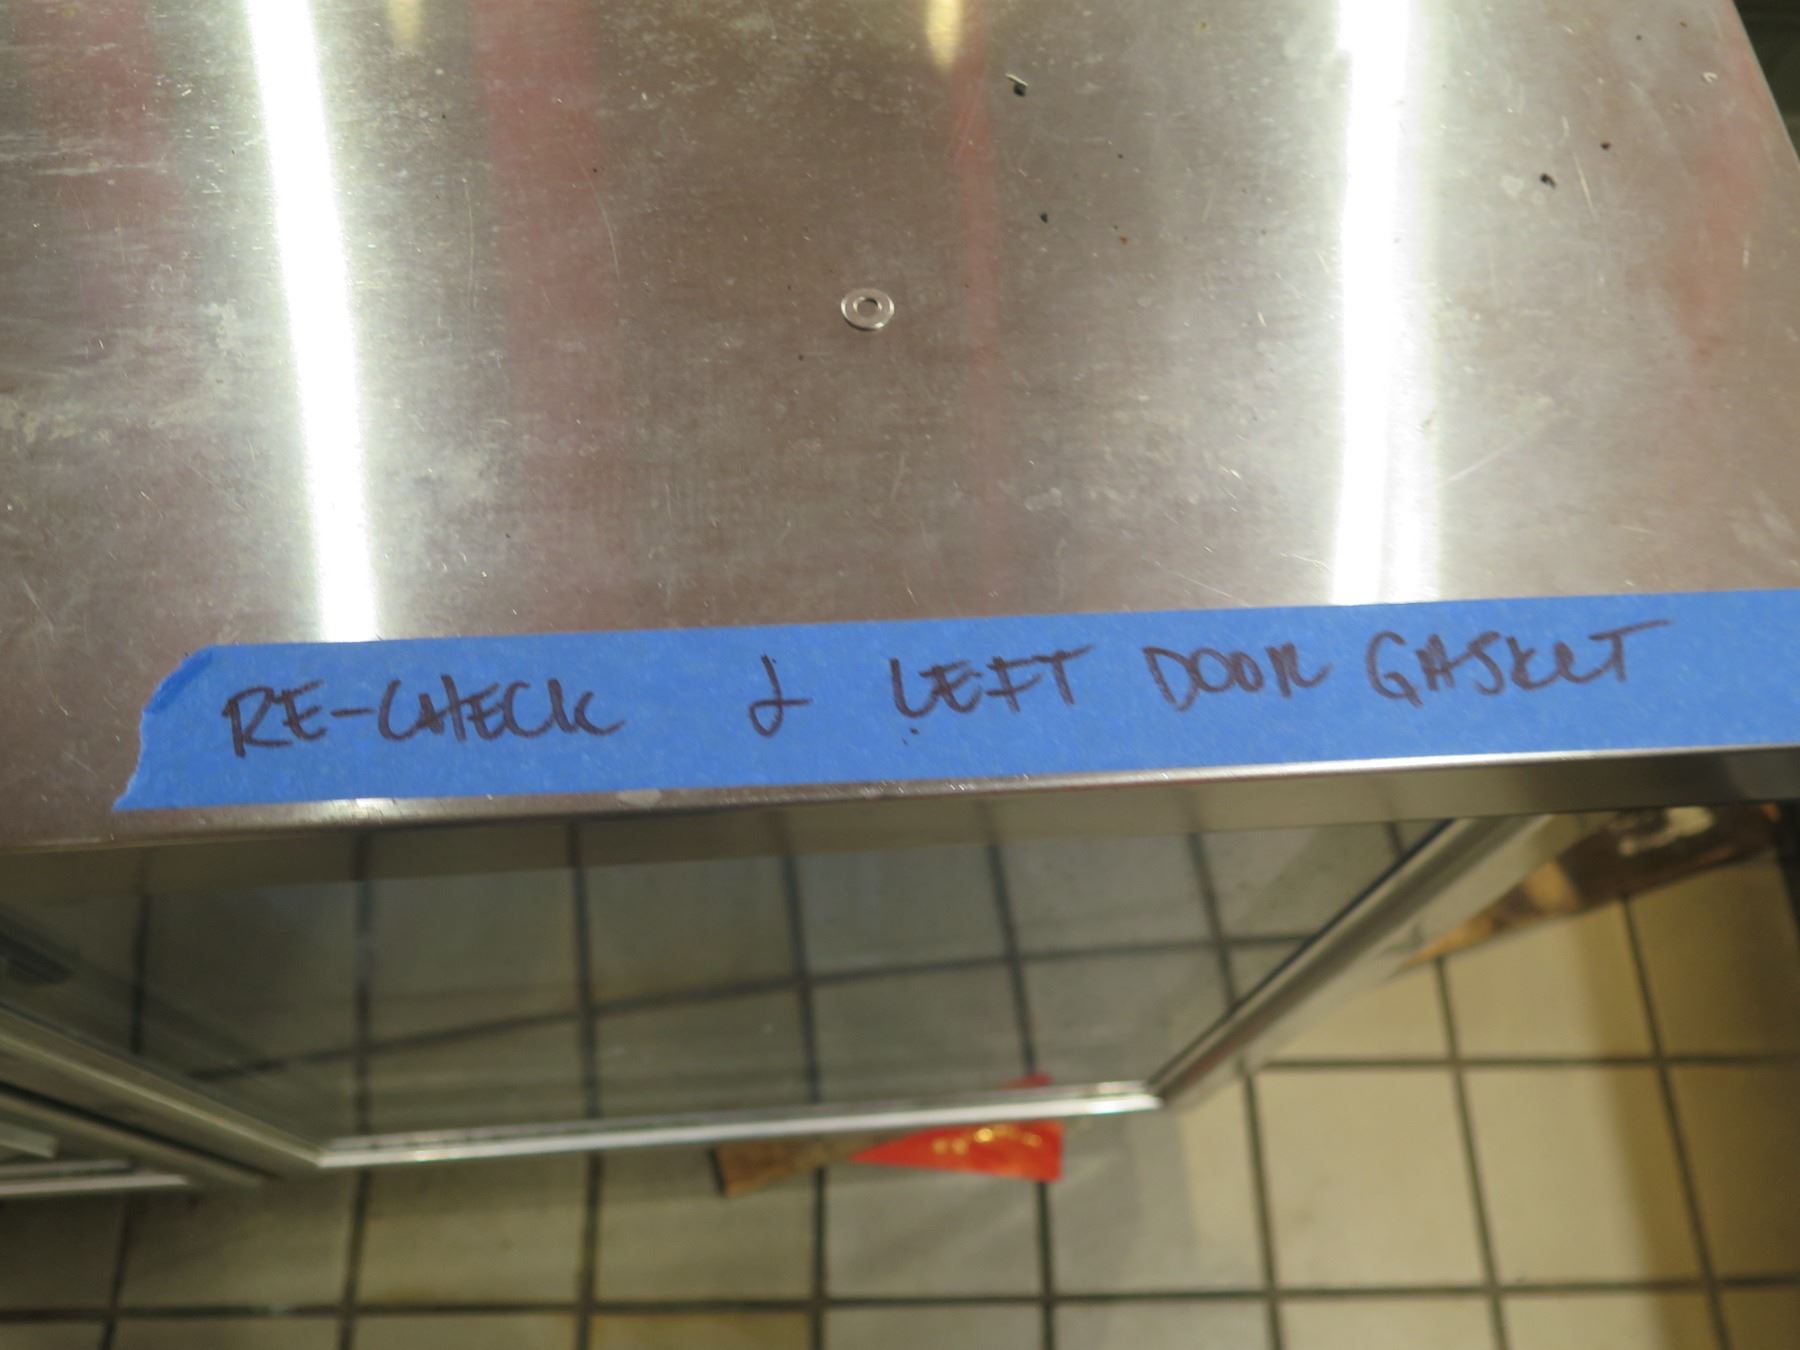 RE-CHECK & LEFT DOOR GASKET